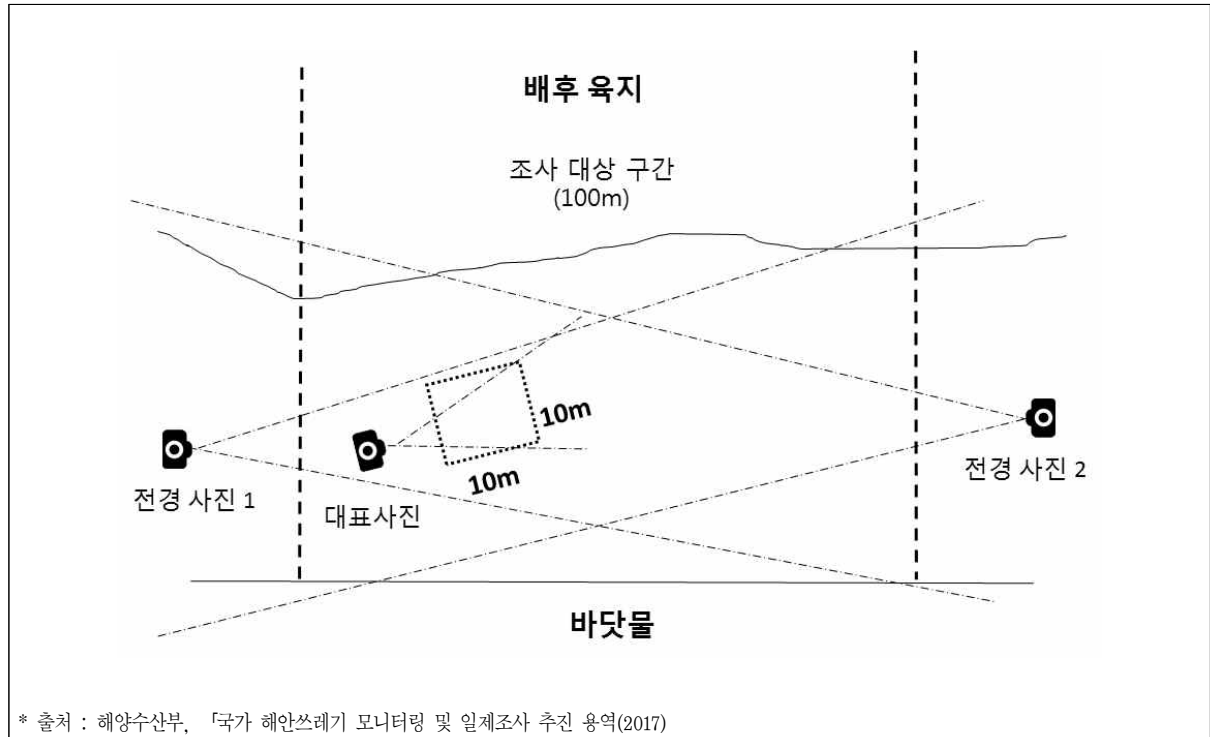 배후 육지
조사 대상 구간
(100m)
10m
10m
전경 사진 1
대표사진
전경 사진 2
바닷물
* 출처 : 해양수산부, 「국가 해안쓰레기 모니터링 및 일제조사 추진 용역(2017)